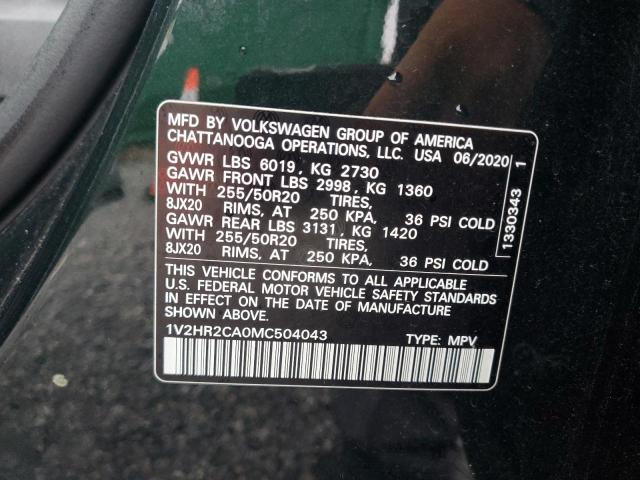 MFD BY VOLKSWAGEN GROUP OF AMERICA
CHATTANOOGA OPERATIONS, LLC. USA 06/2020
GVWR LBS 6019, KG 2730
GAWR FRONT LBS 2998, KG 1360
WITH 255/50R20 TIRES,
8JX20 RIMS, AT 250 KPA, 36 PSI COLD
GAWR REAR LBS 3131, KG 1420
WITH 255/50R20 TIRES,
8JX20 RIMS, AT 250 KPA, 36 PSI COLD
THIS VEHICLE CONFORMS TO ALL APPLICABLE
U.S. FEDERAL MOTOR VEHICLE SAFETY STANDARDS
IN EFFECT ON THE DATE OF MANUFACTURE
SHOWN ABOVE.
1V2HR2CA0MC504043 TYPE: MPV
1330343 1